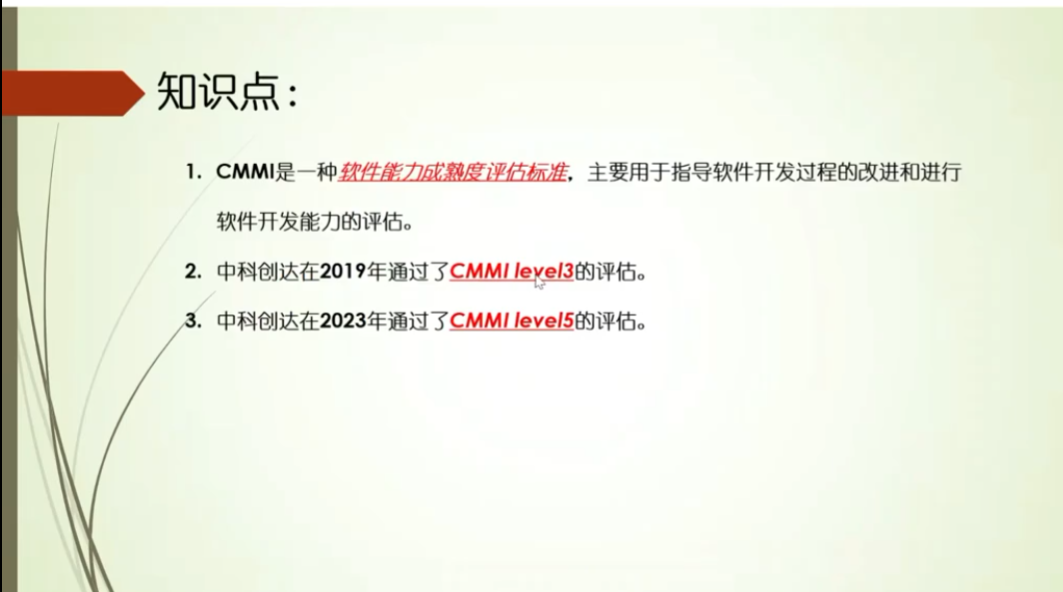 知识点：
1. CMMI是一种软件能力成熟度评估标准，主要用于指导软件开发过程的改进和进行
软件开发能力的评估。
2. 中科创达在2019年通过了CMMI level3的评估。
3. 中科创达在2023年通过了CMMI level5的评估。